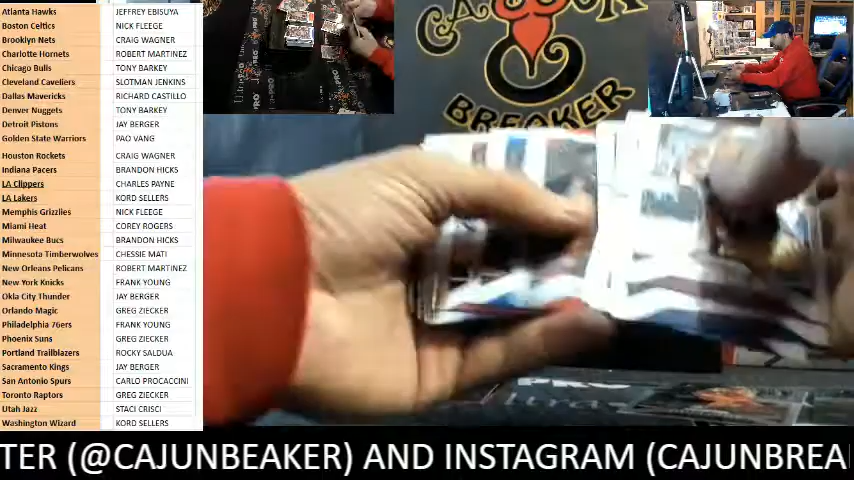 Atlanta Hawks JEFFREY EBISUYA
Boston Celtics NICK FLEEGE
Brooklyn Nets CRAIG WAGNER
Charlotte Hornets ROBERT MARTINEZ
Chicago Bulls TONY BARKEY
Cleveland Caveliers SLOTMAN JENKINS
Dallas Mavericks RICHARD CASTILLO
Denver Nuggets TONY BARKEY
Detroit Pistons JAY BERGER
Golden State Warriors PAO VANG
Houston Rockets CRAIG WAGNER
Indiana Pacers BRANDON HICKS
LA Clippers CHARLES PAYNE
LA Lakers KORD SELLERS
Memphis Grizzlies NICK FLEEGE
Miami Heat COREY ROGERS
Milwaukee Bucs BRANDON HICKS
Minnesota Timberwolves CHESSIE MATI
New Orleans Pelicans ROBERT MARTINEZ
New York Knicks FRANK YOUNG
Okla City Thunder JAY BERGER
Orlando Magic GREG ZIECKER
Philadelphia 76ers FRANK YOUNG
Phoenix Suns GREG ZIECKER
Portland Trailblazers ROCKY SALDUA
Sacramento Kings JAY BERGER
San Antonio Spurs CARLO PROCACCINI
Toronto Raptors GREG ZIECKER
Utah Jazz STACI CRISCI
Washington Wizard KORD SELLERS
BREAKER
PRO
TER (@CAJUNBEAKER) AND INSTAGRAM (CAJUNBREA